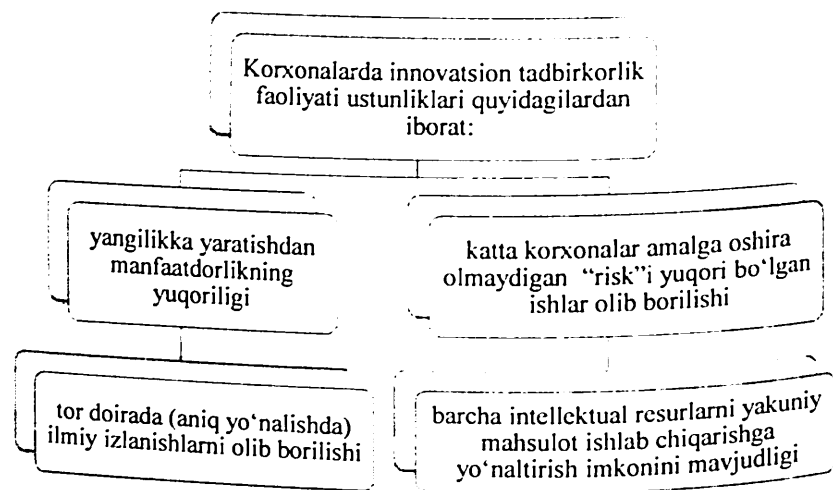 Korxonalarda innovatsion tadbirkorlik
faoliyati ustunliklari quyidagilardan
iborat:
yangilikka yaratishdan
manfaatdorlikning
yuqoriligi
katta korxonalar amalga oshira
olmaydigan “risk”i yuqori bo‘lgan
ishlar olib borilishi
tor doirada (aniq yo‘nalishda)
ilmiy izlanishlarni olib borilishi
barcha intellektual resurlarni yakuniy
mahsulot ishlab chiqarishga
yo‘naltirish imkonini mavjudligi